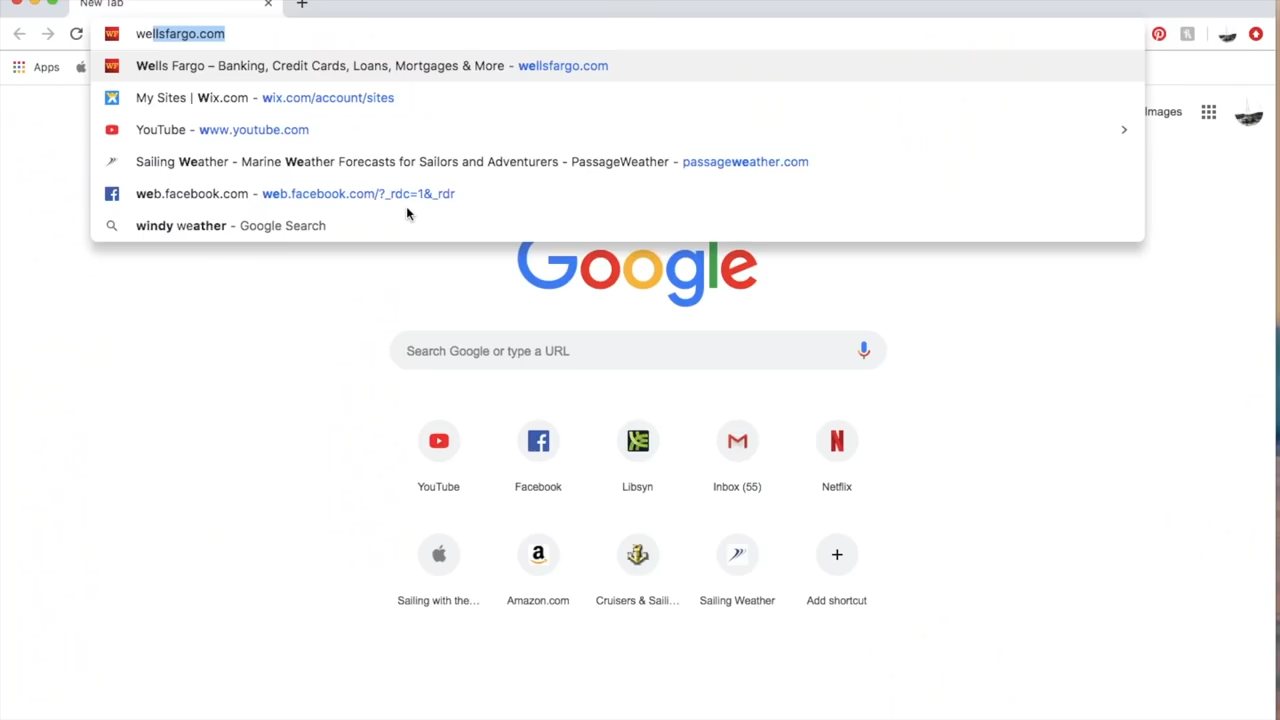 New Tab
wellsfargo.com
WF Wells Fargo – Banking, Credit Cards, Loans, Mortgages & More - wellsfargo.com
My Sites | Wix.com - wix.com/account/sites
YouTube - www.youtube.com
Sailing Weather - Marine Weather Forecasts for Sailors and Adventurers - PassageWeather - passageweather.com
web.facebook.com - web.facebook.com/?_rdc=1&_rdr
windy weather - Google Search
Apps
Images
Google
Search Google or type a URL
YouTube
Facebook
Libsyn
Inbox (55)
Netflix
Sailing with the...
Amazon.com
Cruisers & Saili...
Sailing Weather
Add shortcut